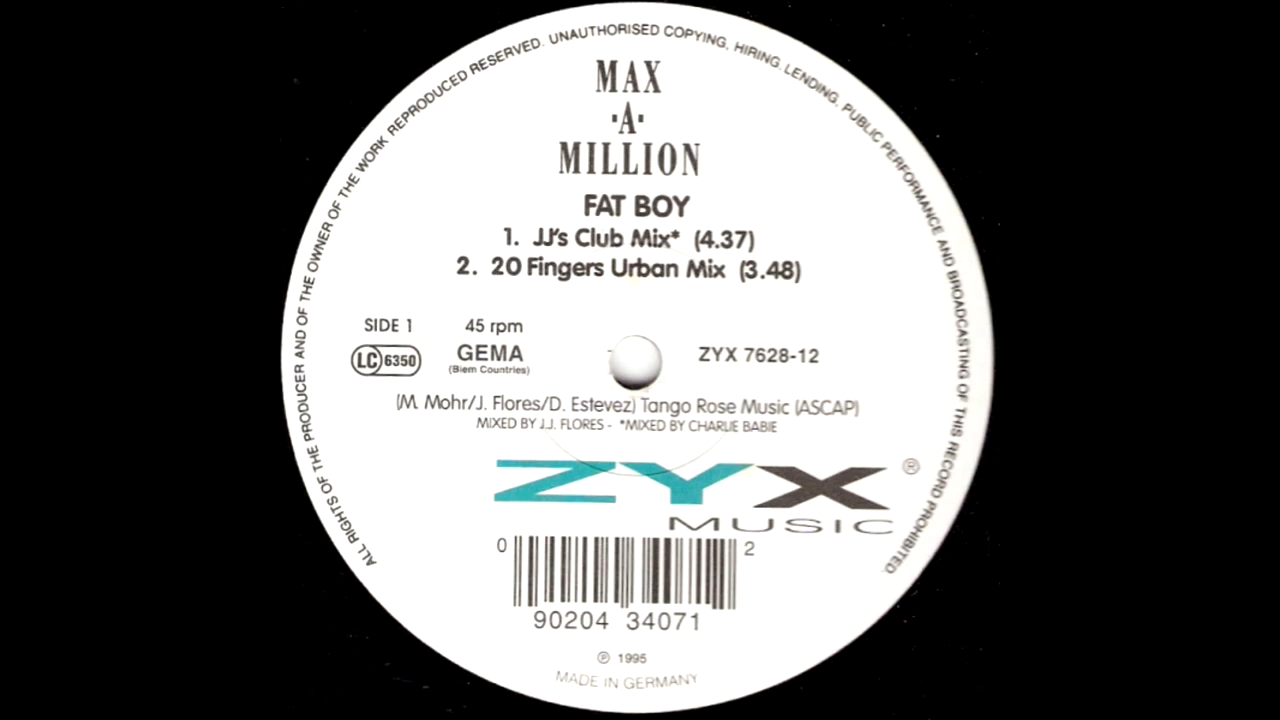 ALL RIGHTS OF THE PRODUCER AND OF THE OWNER OF THE WORK REPRODUCED RESERVED. UNAUTHORISED COPYING, HIRING, LENDING, PUBLIC PERFORMANCE AND BROADCASTING OF THIS RECORD PROHIBITED.
MAX
·A·
MILLION
FAT BOY
1. JJ's Club Mix* (4.37)
2. 20 Fingers Urban Mix (3.48)
SIDE 1 45 rpm
LC 6350 GEMA ZYX 7628-12
(Biem Countries)
(M. Mohr/J. Flores/D. Estevez) Tango Rose Music (ASCAP)
MIXED BY J.J. FLORES - *MIXED BY CHARLIE BABIE
ZYX ®
MUSIC
0 2
90204 34071
℗ 1995
MADE IN GERMANY